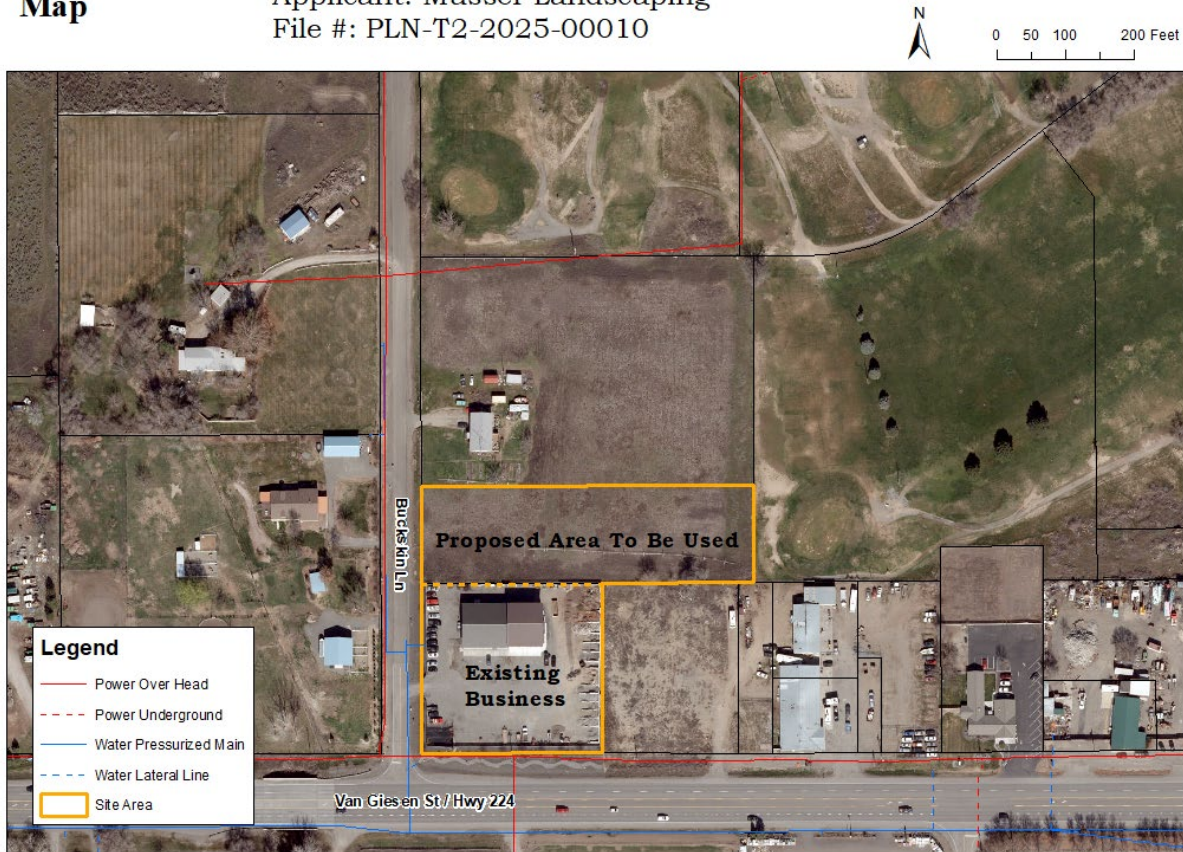 Map
Applicant: Musser Landscaping
File #: PLN-T2-2025-00010
N
0 50 100 200 Feet
Buckskin Ln
Proposed Area To Be Used
Existing
Business
Legend
Power Over Head
Power Underground
Water Pressurized Main
Water Lateral Line
Site Area
Van Giesen St / Hwy 224